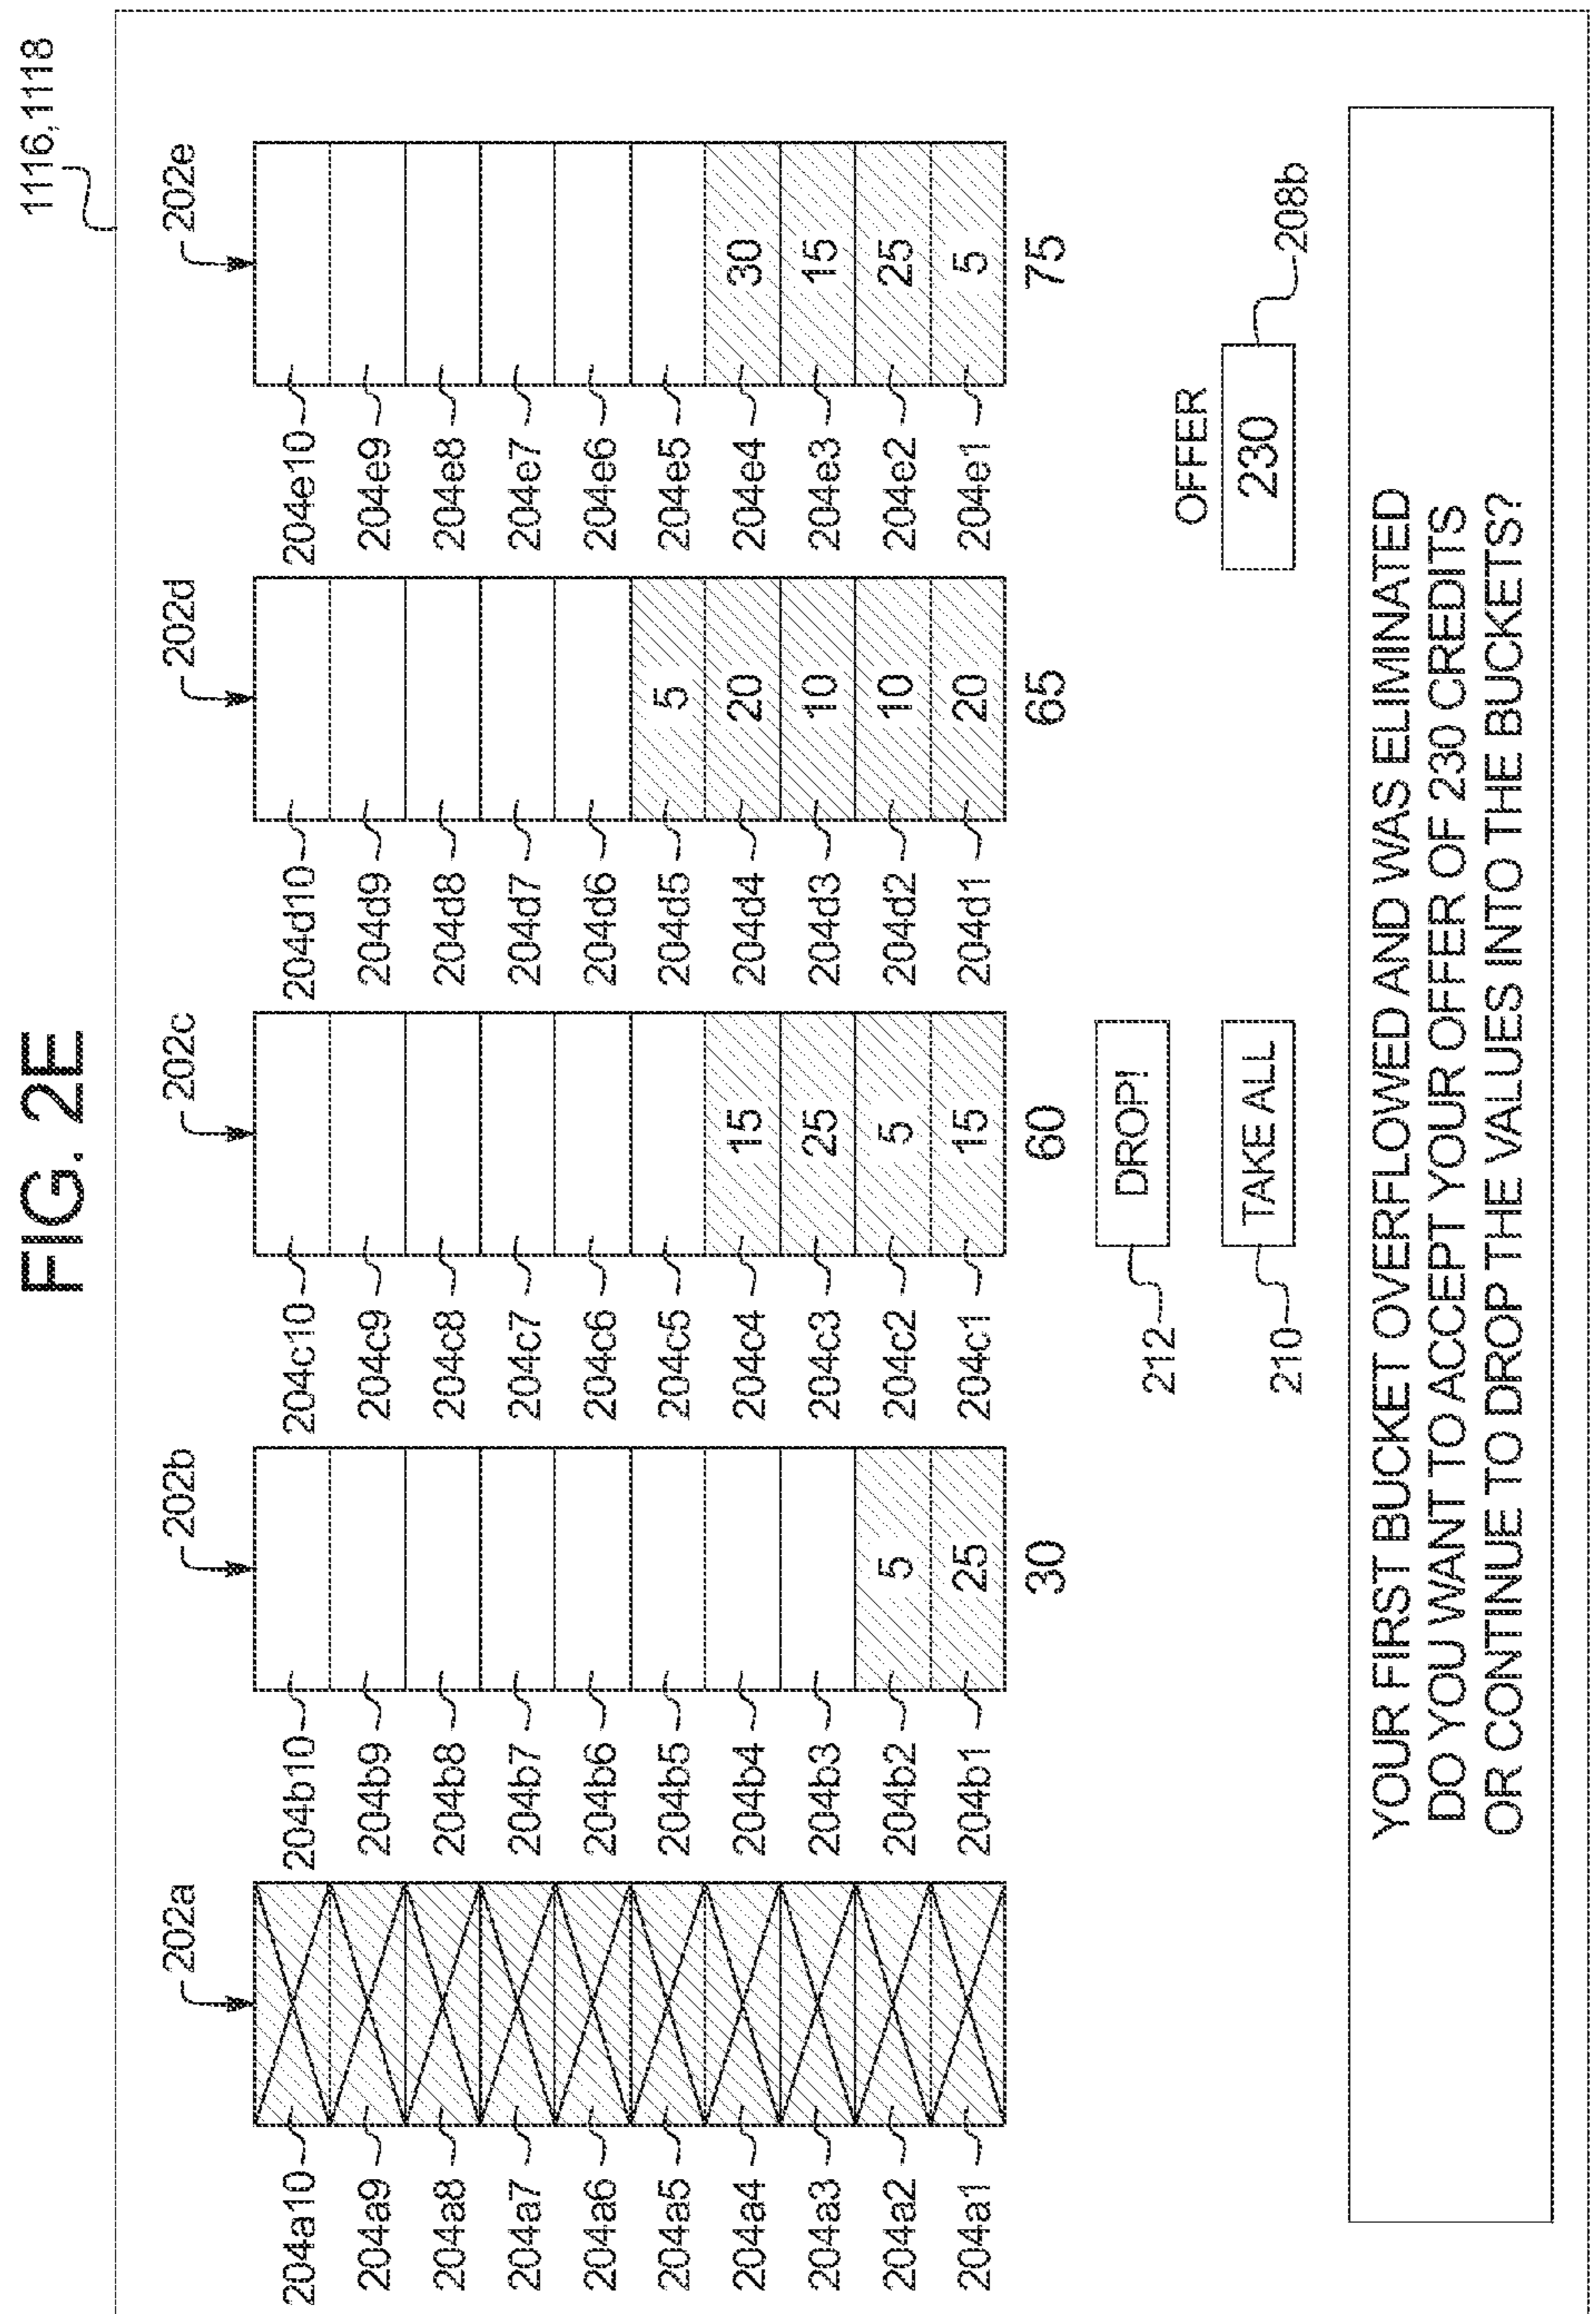 FIG. 2E
1116,1118
202a
202b
202c
202d
202e
204a10
204b10
204c10
204d10
204e10
204a9
204b9
204c9
204d9
204e9
204a8
204b8
204c8
204d8
204e8
204a7
204b7
204c7
204d7
204e7
204a6
204b6
204c6
204d6
204e6
204a5
204b5
204c5
204d5 5
204e5
204a4
204b4
204c4 15
204d4 20
204e4 30
204a3
204b3
204c3 25
204d3 10
204e3 15
204a2
204b2 5
204c2 5
204d2 10
204e2 25
204a1
204b1 25
204c1 15
204d1 20
204e1 5
30
60
65
75
212
DROP!
OFFER
210
TAKE ALL
230
208b
YOUR FIRST BUCKET OVERFLOWED AND WAS ELIMINATED
DO YOU WANT TO ACCEPT YOUR OFFER OF 230 CREDITS
OR CONTINUE TO DROP THE VALUES INTO THE BUCKETS?